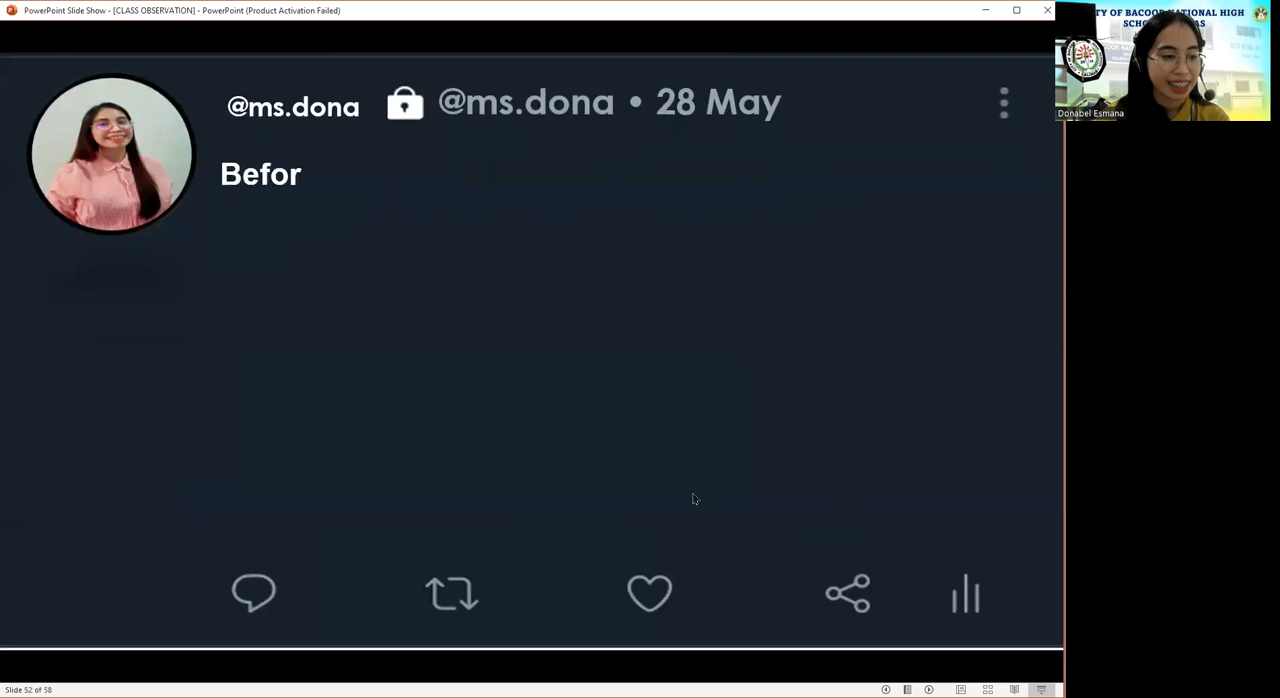 PowerPoint Slide Show - [CLASS OBSERVATION] - PowerPoint (Product Activation Failed)
TY OF BACOOR NATIONAL HIGH
Donabel Esmana
@ms.dona @ms.dona • 28 May
Befor
Slide 52 of 58